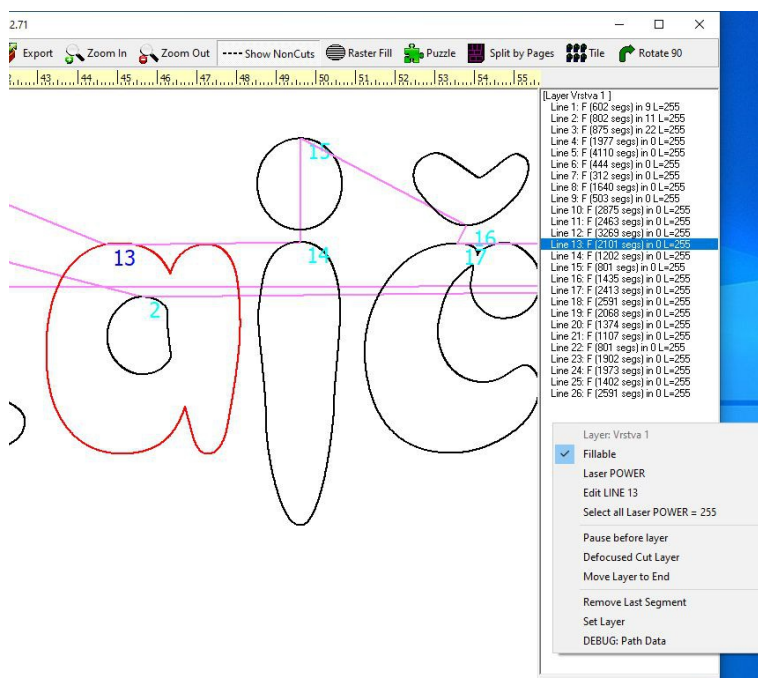 2.71
Export Zoom In Zoom Out Show NonCuts Raster Fill Puzzle Split by Pages Tile Rotate 90
43 44 45 46 47 48 49 50 51 52 53 54 55
[Layer Vrstva 1 ]
Line 1: F (602 segs) in 9 L=255
Line 2: F (802 segs) in 11 L=255
Line 3: F (875 segs) in 22 L=255
Line 4: F (1977 segs) in 0 L=255
Line 5: F (4110 segs) in 0 L=255
Line 6: F (444 segs) in 0 L=255
Line 7: F (312 segs) in 0 L=255
Line 8: F (1640 segs) in 0 L=255
Line 9: F (503 segs) in 0 L=255
Line 10: F (2875 segs) in 0 L=255
Line 11: F (2463 segs) in 0 L=255
Line 12: F (3269 segs) in 0 L=255
Line 13: F (2101 segs) in 0 L=255
Line 14: F (1202 segs) in 0 L=255
Line 15: F (801 segs) in 0 L=255
Line 16: F (1435 segs) in 0 L=255
Line 17: F (2413 segs) in 0 L=255
Line 18: F (2591 segs) in 0 L=255
Line 19: F (2068 segs) in 0 L=255
Line 20: F (1374 segs) in 0 L=255
Line 21: F (1107 segs) in 0 L=255
Line 22: F (801 segs) in 0 L=255
Line 23: F (1902 segs) in 0 L=255
Line 24: F (1973 segs) in 0 L=255
Line 25: F (1402 segs) in 0 L=255
Line 26: F (2591 segs) in 0 L=255
15
16
13
14
17
2
Layer: Vrstva 1
Fillable
Laser POWER
Edit LINE 13
Select all Laser POWER = 255
Pause before layer
Defocused Cut Layer
Move Layer to End
Remove Last Segment
Set Layer
DEBUG: Path Data